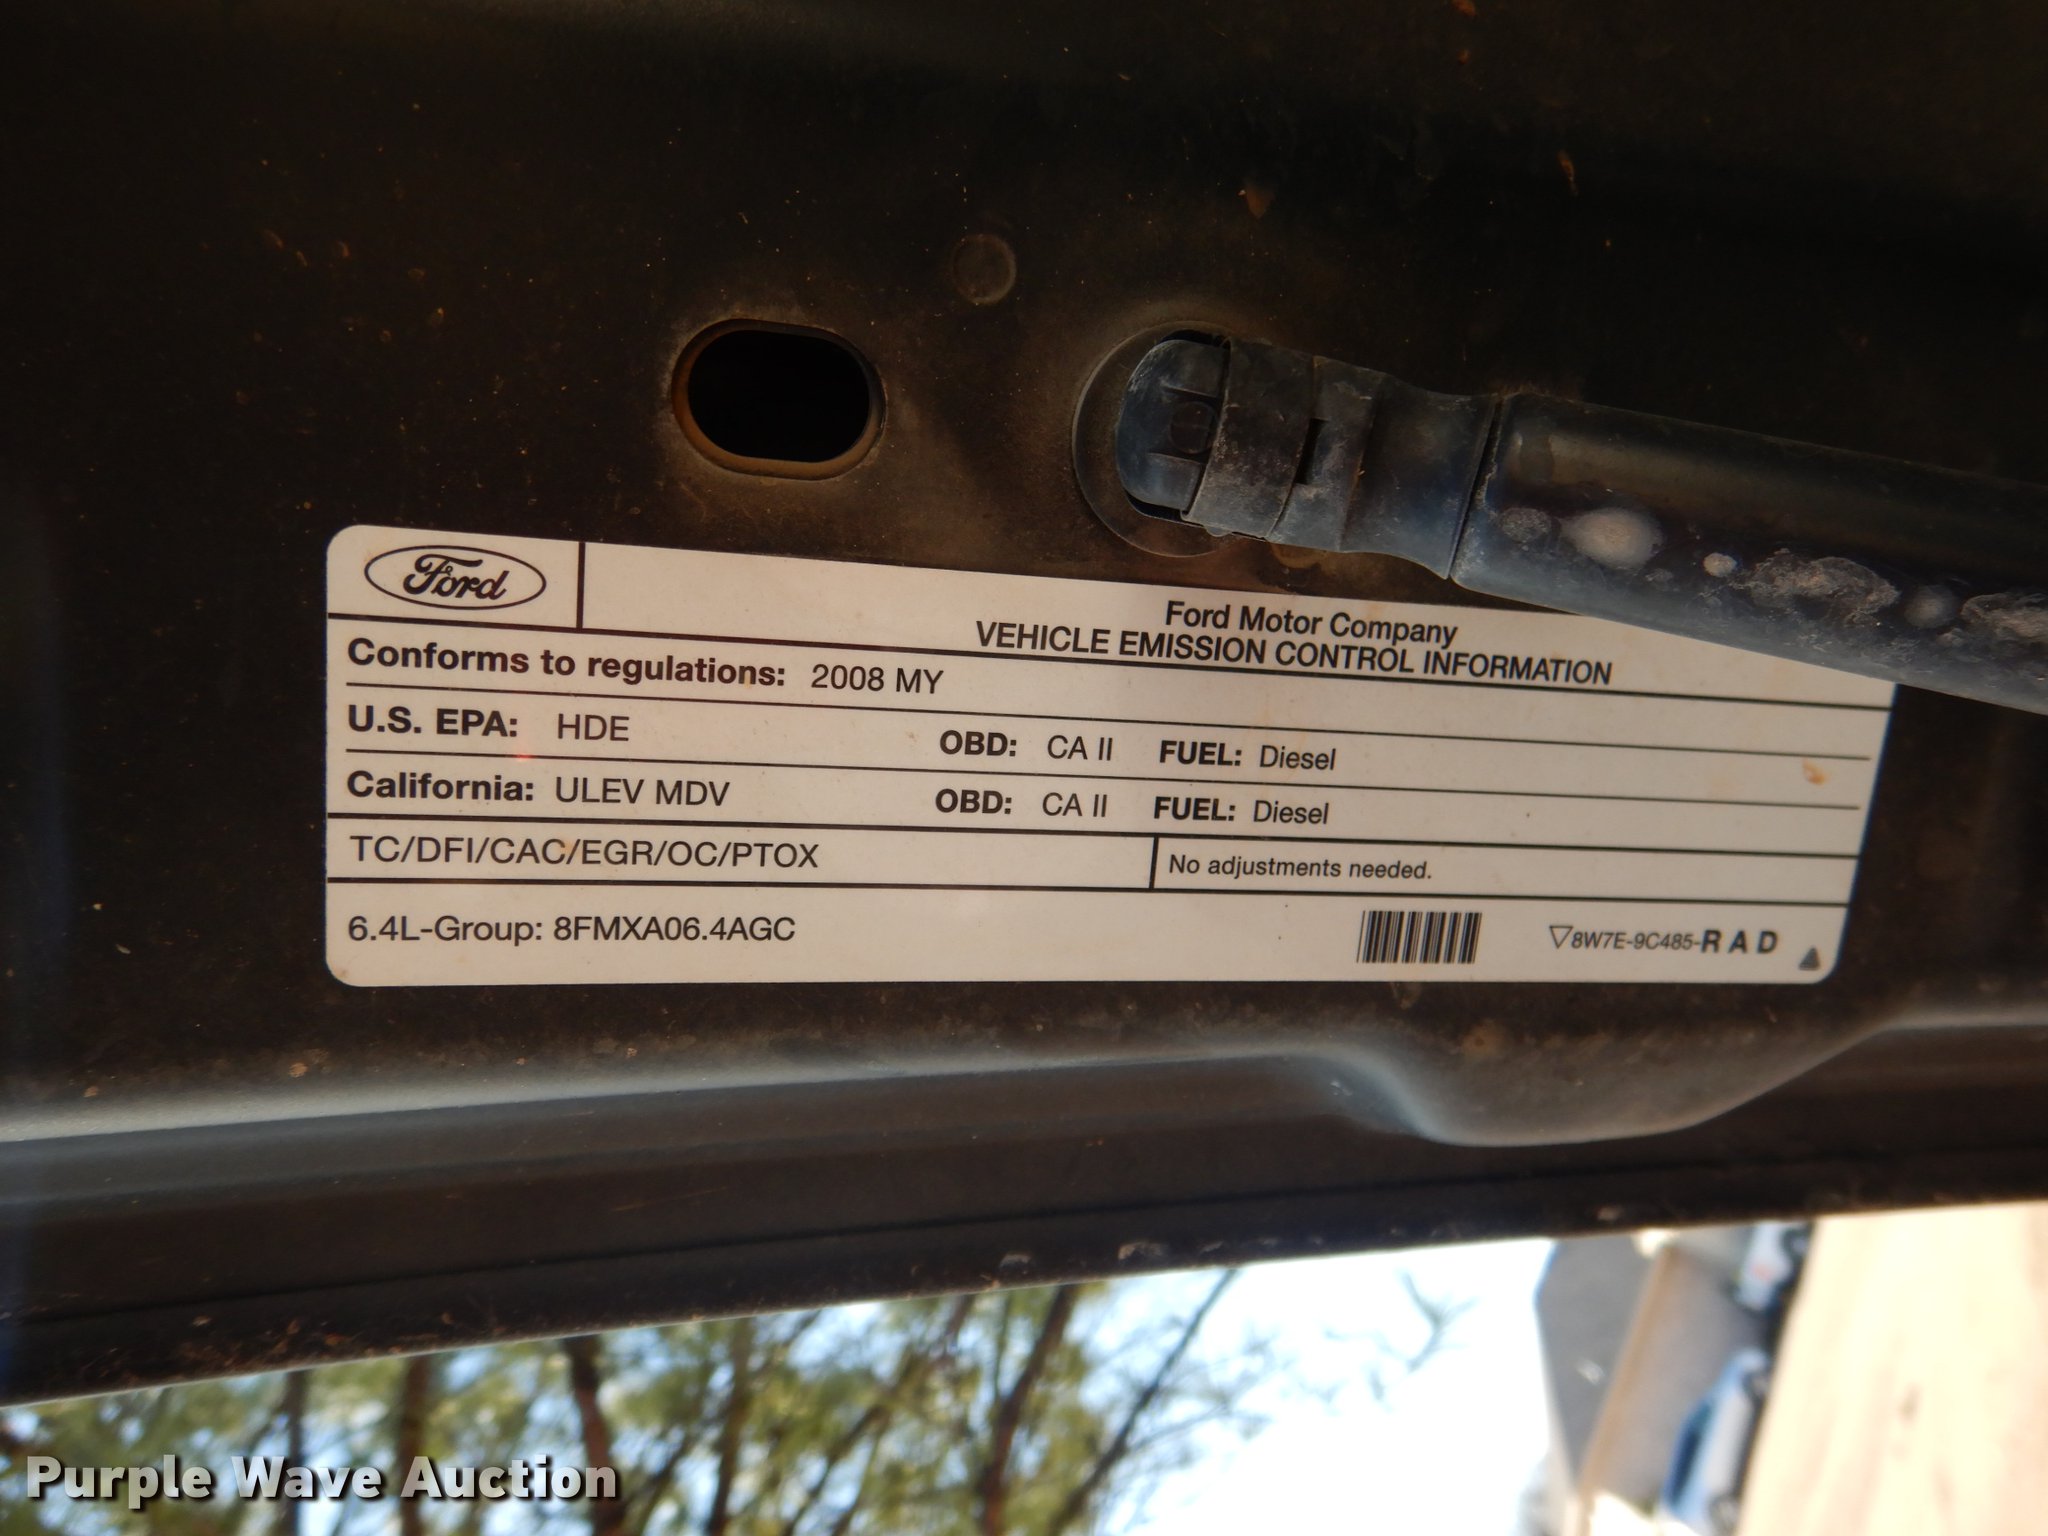 Ford
Ford Motor Company
VEHICLE EMISSION CONTROL INFORMATION
Conforms to regulations: 2008 MY
U.S. EPA: HDE OBD: CA II FUEL: Diesel
California: ULEV MDV OBD: CA II FUEL: Diesel
TC/DFI/CAC/EGR/OC/PTOX No adjustments needed.
6.4L-Group: 8FMXA06.4AGC 8W7E-9C485-RAD
Purple Wave Auction